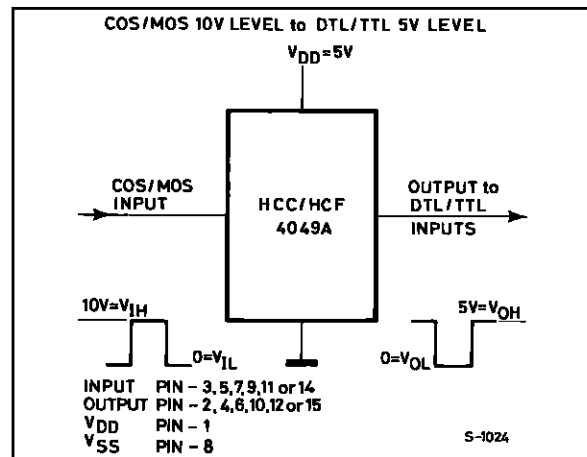 COS/MOS 10V LEVEL to DTL/TTL 5V LEVEL
VDD=5V
COS/MOS
INPUT
HCC/HCF
4049A
OUTPUT to
DTL/TTL
INPUTS
10V=VIH
0=VIL
5V=VOH
0=VOL
INPUT PIN - 3,5,7,9,11 or 14
OUTPUT PIN - 2,4,6,10,12 or 15
VDD PIN - 1
VSS PIN - 8
S-1024